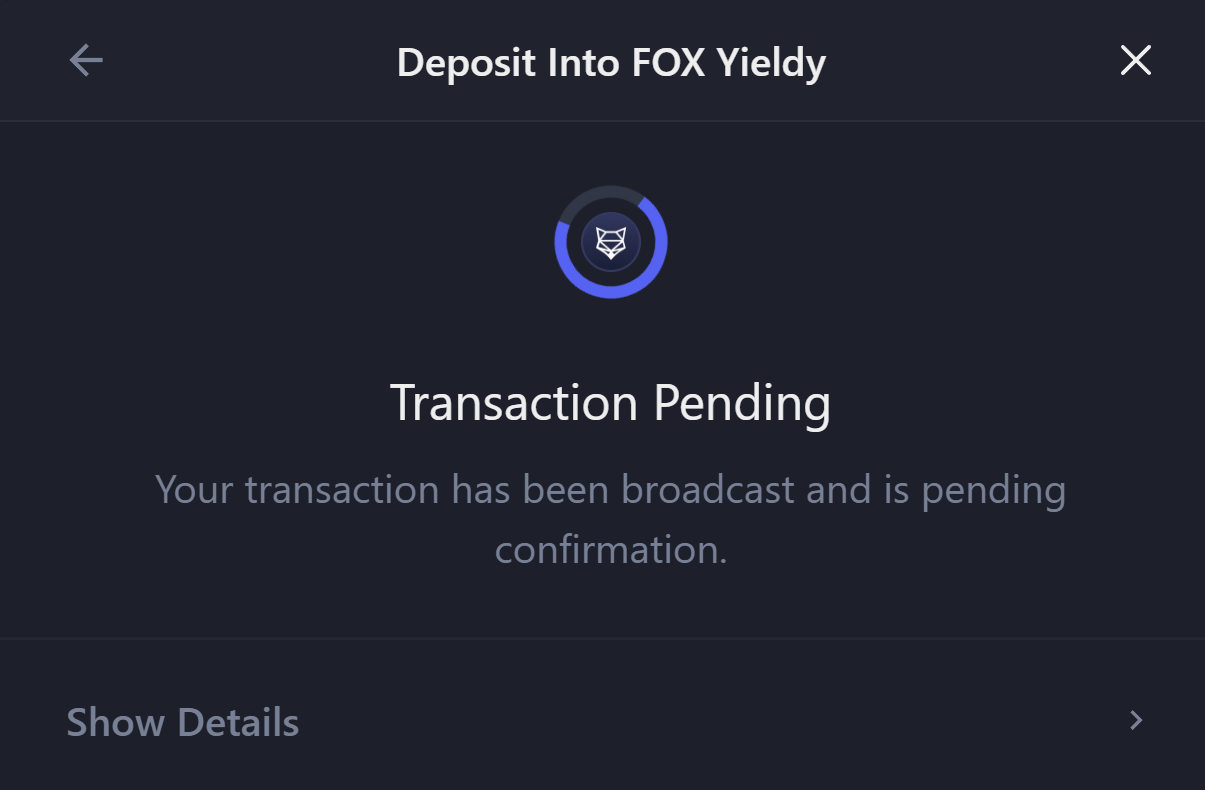 Deposit Into FOX Yieldy
Transaction Pending
Your transaction has been broadcast and is pending
confirmation.
Show Details